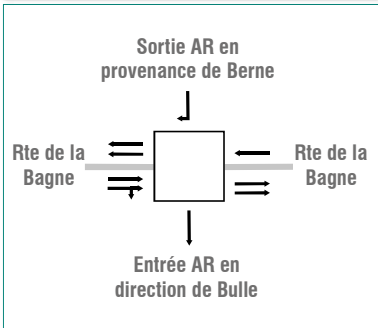 Sortie AR en
provenance de Berne
Rte de la
Bagne
Rte de la
Bagne
Entrée AR en
direction de Bulle